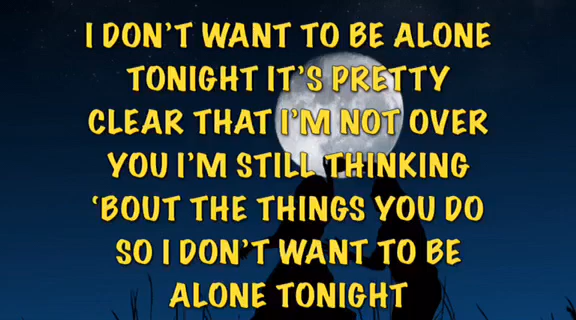 I DON’T WANT TO BE ALONE
TONIGHT IT’S PRETTY
CLEAR THAT I’M NOT OVER
YOU I’M STILL THINKING
‘BOUT THE THINGS YOU DO
SO I DON’T WANT TO BE
ALONE TONIGHT